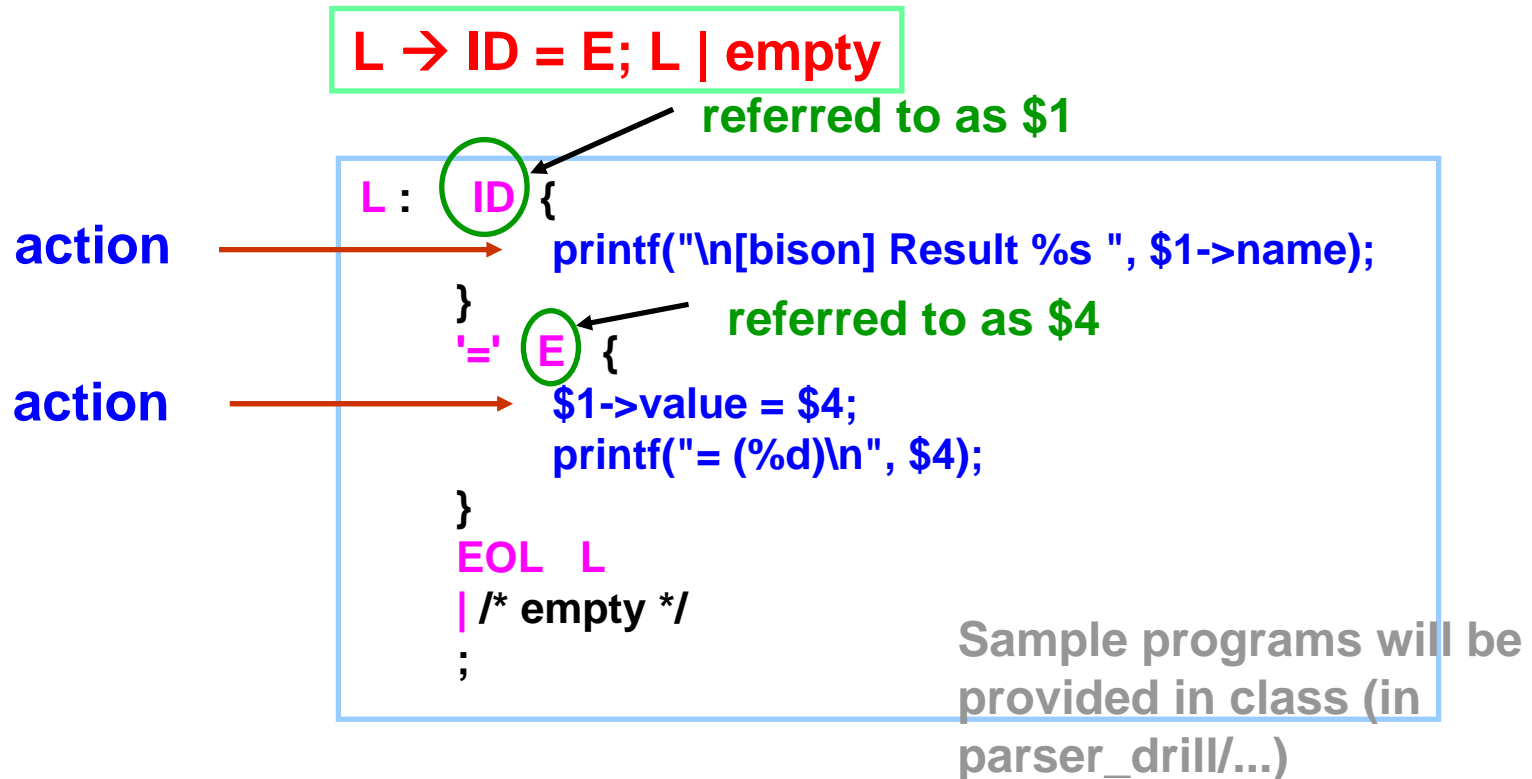 L → ID = E; L | empty
referred to as $1
L :   ID {
action
printf("\n[bison] Result %s ", $1->name);
}
referred to as $4
'=' E {
action
$1->value = $4;
printf("= (%d)\n", $4);
}
EOL L
| /* empty */
;
Sample programs will be
provided in class (in
parser_drill/...)